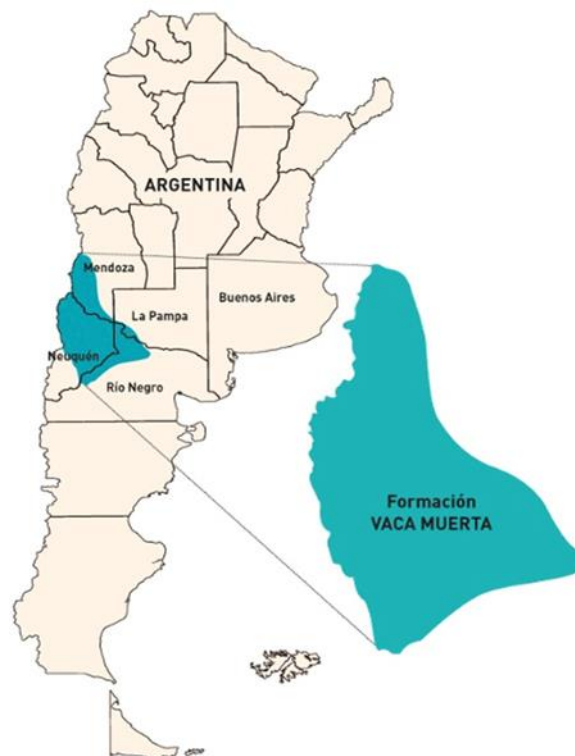 ARGENTINA
Mendoza
Buenos Aires
La Pampa
Neuquén
Río Negro
Formación
VACA MUERTA